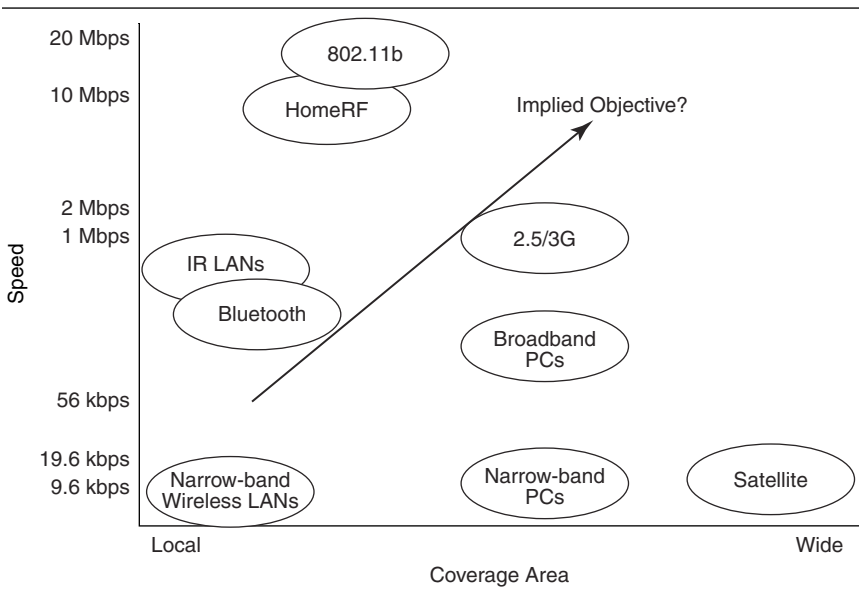 20 Mbps
802.11b
10 Mbps
HomeRF
Implied Objective?
2 Mbps
1 Mbps
2.5/3G
IR LANs
Bluetooth
Speed
Broadband
PCs
56 kbps
19.6 kbps
9.6 kbps
Narrow-band
Wireless LANs
Narrow-band
PCs
Satellite
Local
Wide
Coverage Area